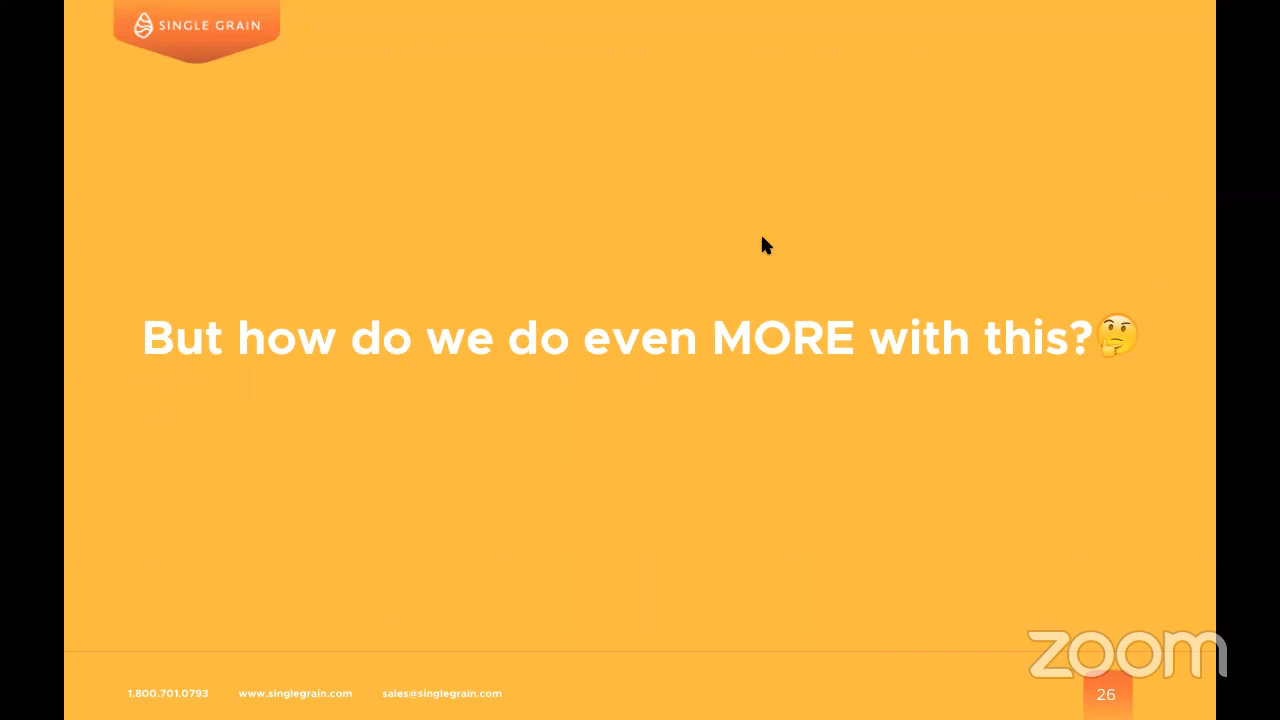 SINGLE GRAIN
But how do we do even MORE with this?🤔
zoom
1.800.701.0793 www.singlegrain.com sales@singlegrain.com 26